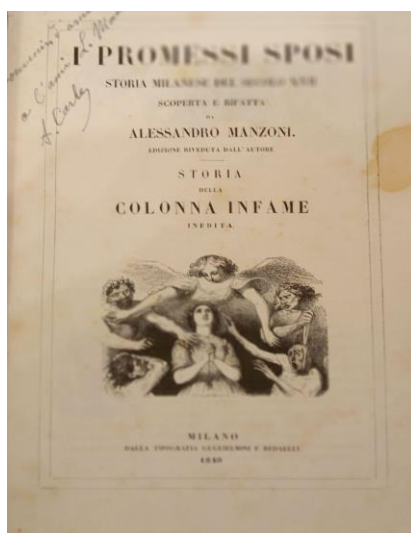 a
I PROMESSI SPOSI
STORIA MILANESE DEL SECOLO XVII
SCOPERTA E RIFATTA
DA
ALESSANDRO MANZONI.
EDIZIONE RIVEDUTA DALL'AUTORE
STORIA
DELLA
COLONNA INFAME
INEDITA.
MILANO
DALLA TIPOGRAFIA GUGLIELMINI E REDAELLI
1840